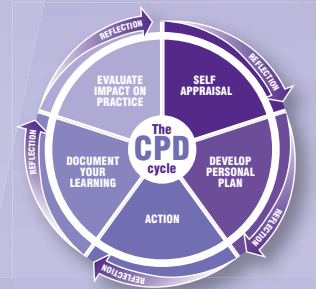 The
CPD
cycle
SELF
APPRAISAL
REFLECTION
DEVELOP
PERSONAL
PLAN
REFLECTION
ACTION
REFLECTION
DOCUMENT
YOUR
LEARNING
REFLECTION
EVALUATE
IMPACT ON
PRACTICE
REFLECTION